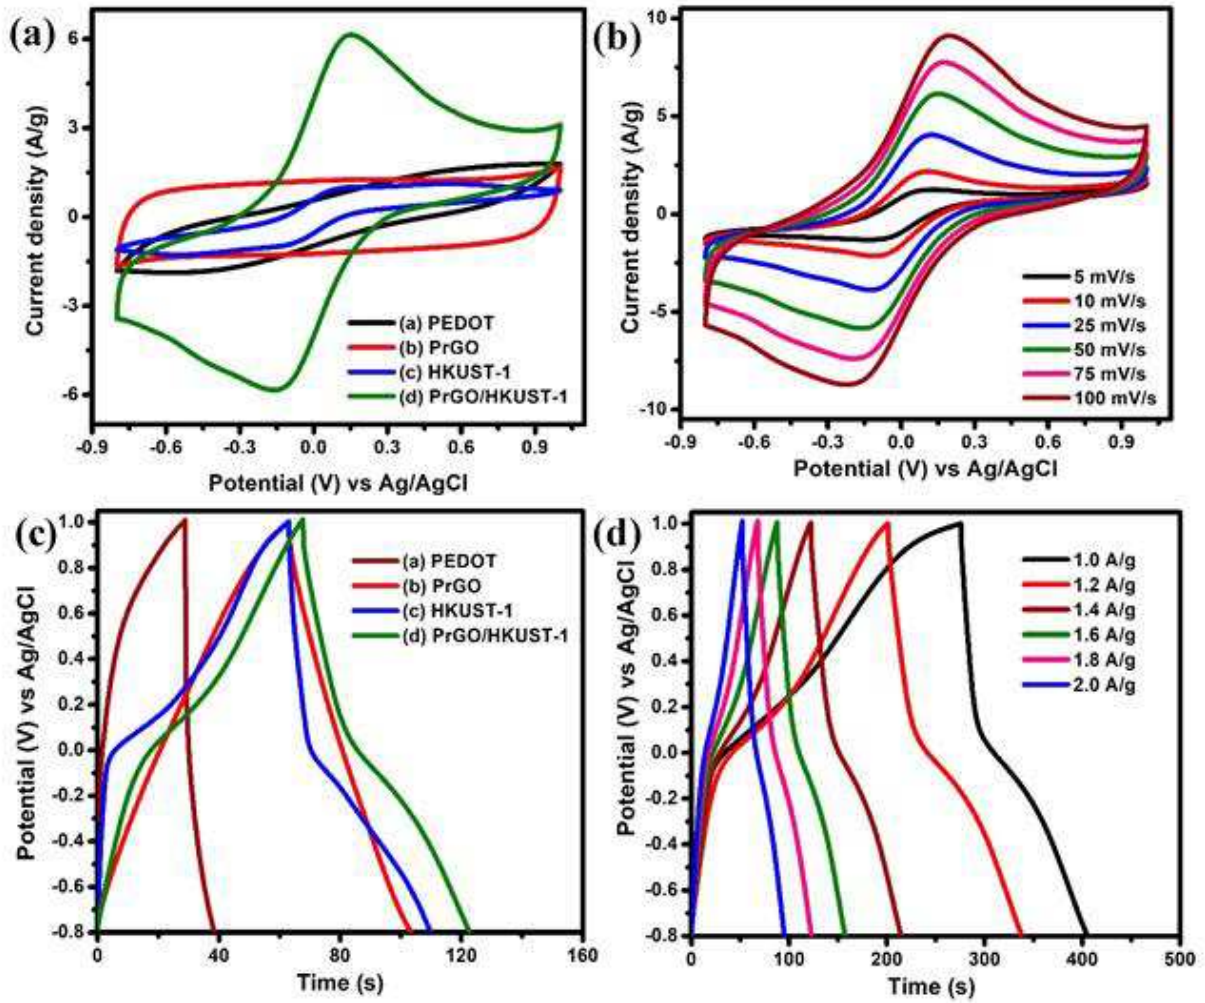 (a)
6
3
0
-3
-6
Current density (A/g)
(a) PEDOT
(b) PrGO
(c) HKUST-1
(d) PrGO/HKUST-1
-0.9 -0.6 -0.3 0.0 0.3 0.6 0.9
Potential (V) vs Ag/AgCl
(b)
10
5
0
-5
-10
Current density (A/g)
5 mV/s
10 mV/s
25 mV/s
50 mV/s
75 mV/s
100 mV/s
-0.9 -0.6 -0.3 0.0 0.3 0.6 0.9
Potential (V) vs Ag/AgCl
(c)
1.0
0.8
0.6
0.4
0.2
0.0
-0.2
-0.4
-0.6
-0.8
Potential (V) vs Ag/AgCl
(a) PEDOT
(b) PrGO
(c) HKUST-1
(d) PrGO/HKUST-1
0 40 80 120 160
Time (s)
(d)
1.0
0.8
0.6
0.4
0.2
0.0
-0.2
-0.4
-0.6
-0.8
Potential (V) vs Ag/AgCl
1.0 A/g
1.2 A/g
1.4 A/g
1.6 A/g
1.8 A/g
2.0 A/g
0 100 200 300 400 500
Time (s)